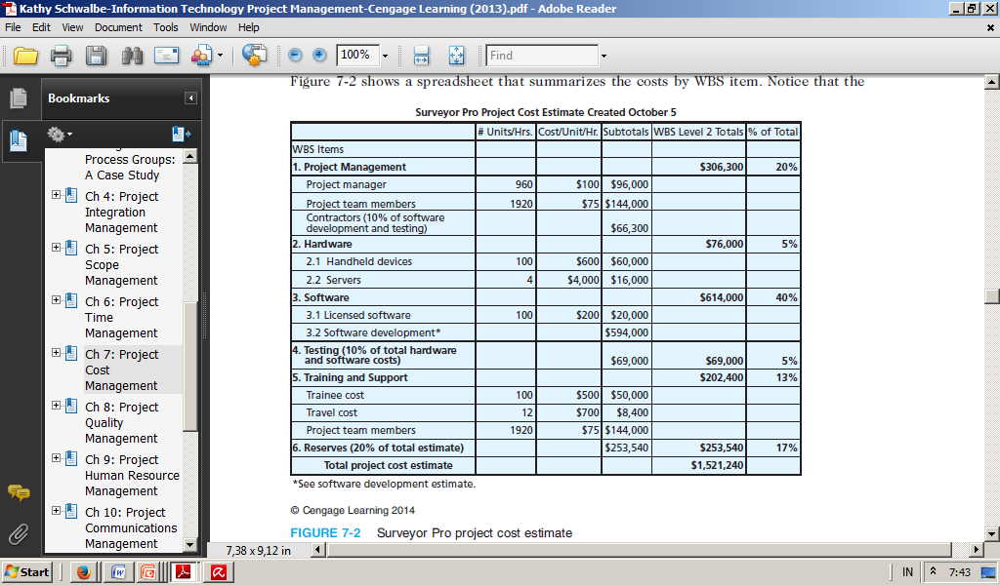 Kathy Schwalbe-Information Technology Project Management-Cengage Learning (2013).pdf - Adobe Reader
File Edit View Document Tools Window Help
100% Find
Bookmarks
Process Groups:
A Case Study
Ch 4: Project
Integration
Management
Ch 5: Project
Scope
Management
Ch 6: Project
Time
Management
Ch 7: Project
Cost
Management
Ch 8: Project
Quality
Management
Ch 9: Project
Human Resource
Management
Ch 10: Project
Communications
Management
Figure 7-2 shows a spreadsheet that summarizes the costs by WBS item. Notice that the
Surveyor Pro Project Cost Estimate Created October 5
# Units/Hrs. Cost/Unit/Hr. Subtotals WBS Level 2 Totals % of Total
WBS Items
1. Project Management $306,300 20%
Project manager 960 $100 $96,000
Project team members 1920 $75 $144,000
Contractors (10% of software
development and testing) $66,300
2. Hardware $76,000 5%
2.1 Handheld devices 100 $600 $60,000
2.2 Servers 4 $4,000 $16,000
3. Software $614,000 40%
3.1 Licensed software 100 $200 $20,000
3.2 Software development* $594,000
4. Testing (10% of total hardware
and software costs) $69,000 $69,000 5%
5. Training and Support $202,400 13%
Trainee cost 100 $500 $50,000
Travel cost 12 $700 $8,400
Project team members 1920 $75 $144,000
6. Reserves (20% of total estimate) $253,540 $253,540 17%
Total project cost estimate $1,521,240
*See software development estimate.
© Cengage Learning 2014
FIGURE 7-2 Surveyor Pro project cost estimate
7,38 x 9,12 in
Start IN 7:43